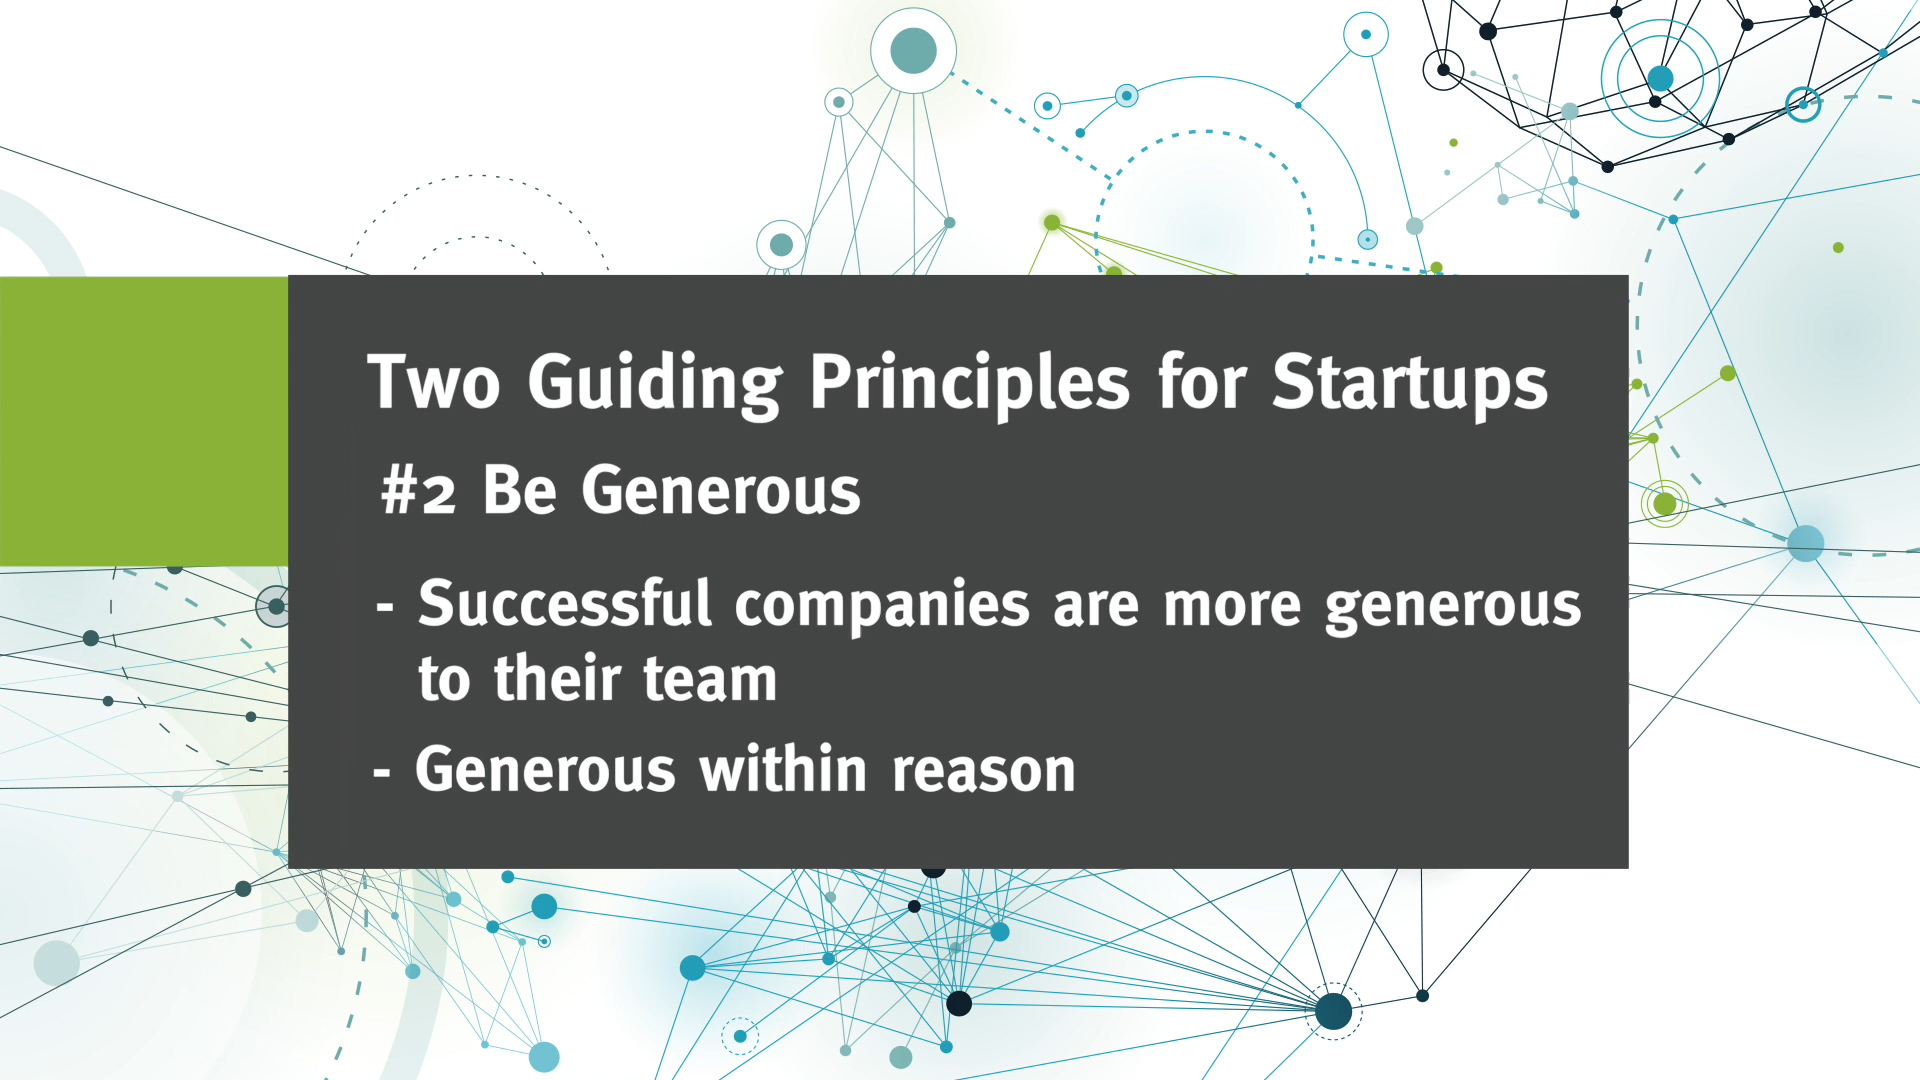 Two Guiding Principles for Startups
#2 Be Generous
- Successful companies are more generous
to their team
- Generous within reason